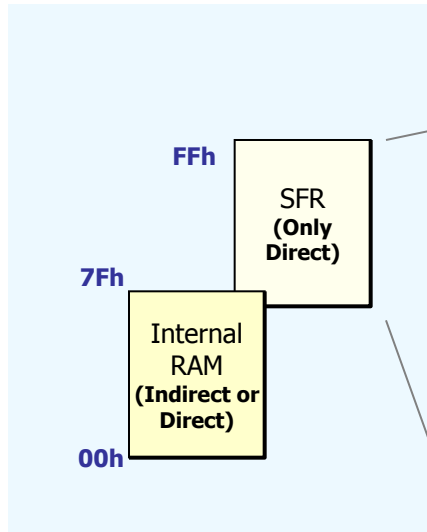 FFh
SFR
(Only
Direct)
7Fh
Internal
RAM
(Indirect or
Direct)
00h